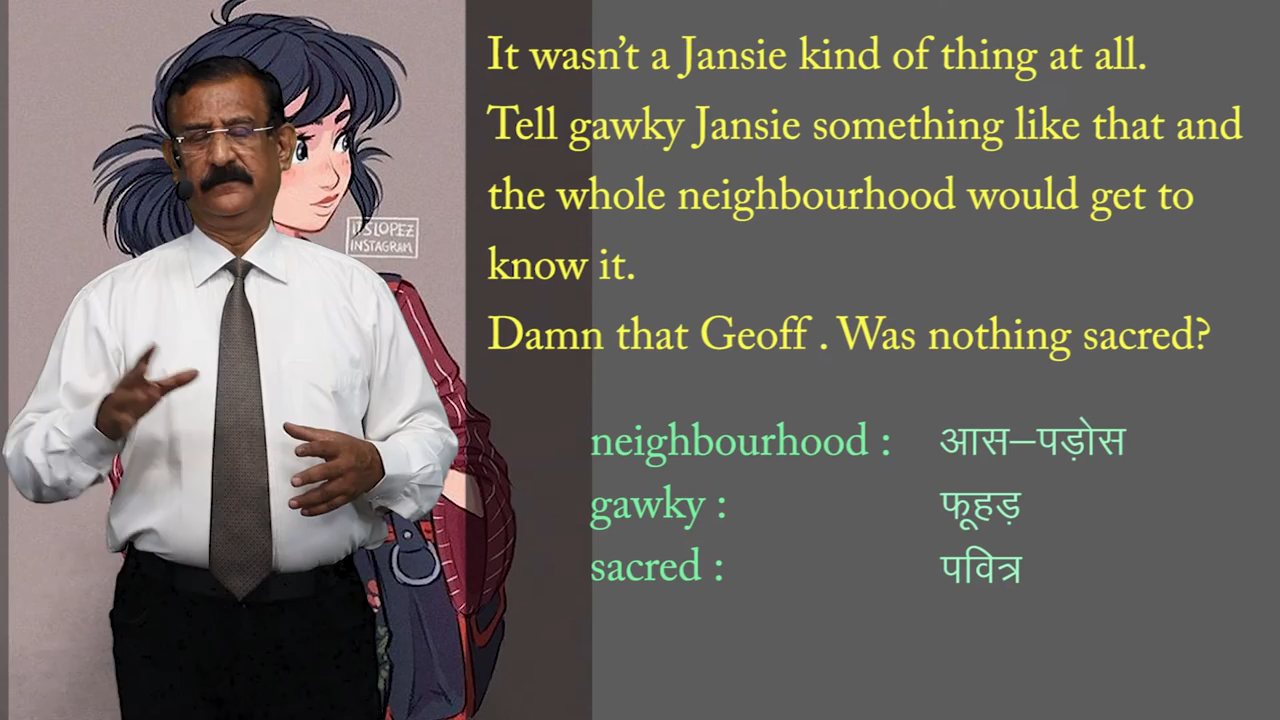 It wasn’t a Jansie kind of thing at all.
Tell gawky Jansie something like that and
the whole neighbourhood would get to
know it.
Damn that Geoff . Was nothing sacred?
neighbourhood : आस–पड़ोस
gawky : फूहड़
sacred : पवित्र
ITSLOPEZ
INSTAGRAM